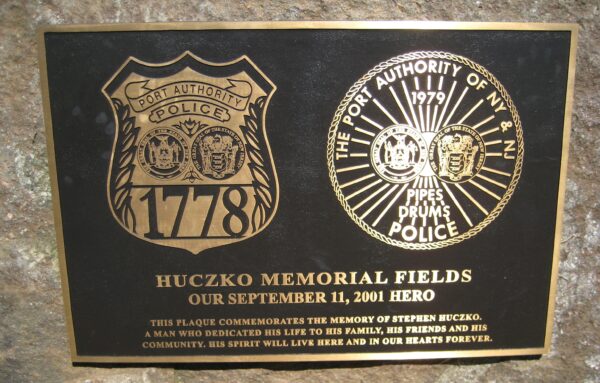 PORT AUTHORITY
POLICE
1778
THE PORT AUTHORITY OF NY & NJ
1979
PIPES
DRUMS
POLICE
HUCZKO MEMORIAL FIELDS
OUR SEPTEMBER 11, 2001 HERO
THIS PLAQUE COMMEMORATES THE MEMORY OF STEPHEN HUCZKO.
A MAN WHO DEDICATED HIS LIFE TO HIS FAMILY, HIS FRIENDS AND HIS
COMMUNITY. HIS SPIRIT WILL LIVE HERE AND IN OUR HEARTS FOREVER.